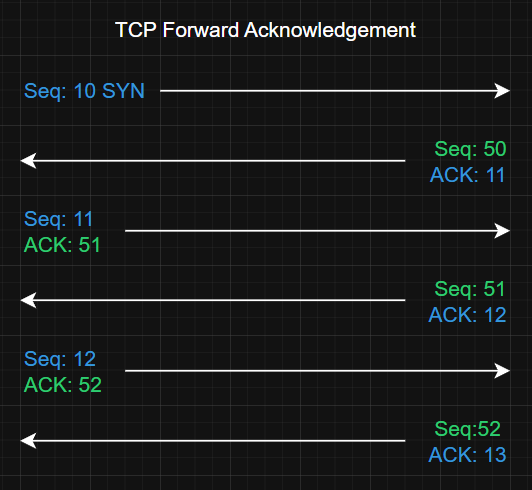 TCP Forward Acknowledgement
Seq: 10 SYN
Seq: 50
ACK: 11
Seq: 11
ACK: 51
Seq: 51
ACK: 12
Seq: 12
ACK: 52
Seq:52
ACK: 13